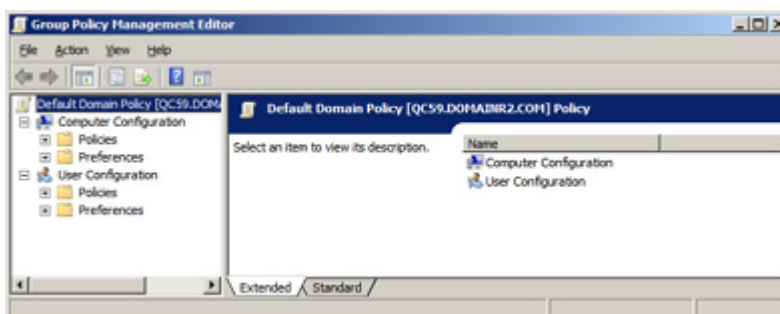 Group Policy Management Editor
File Action View Help
Default Domain Policy [QC59.DOM
Computer Configuration
Policies
Preferences
User Configuration
Policies
Preferences
Default Domain Policy [QC59.DOMAINR2.COM] Policy
Select an item to view its description.
Name
Computer Configuration
User Configuration
Extended Standard